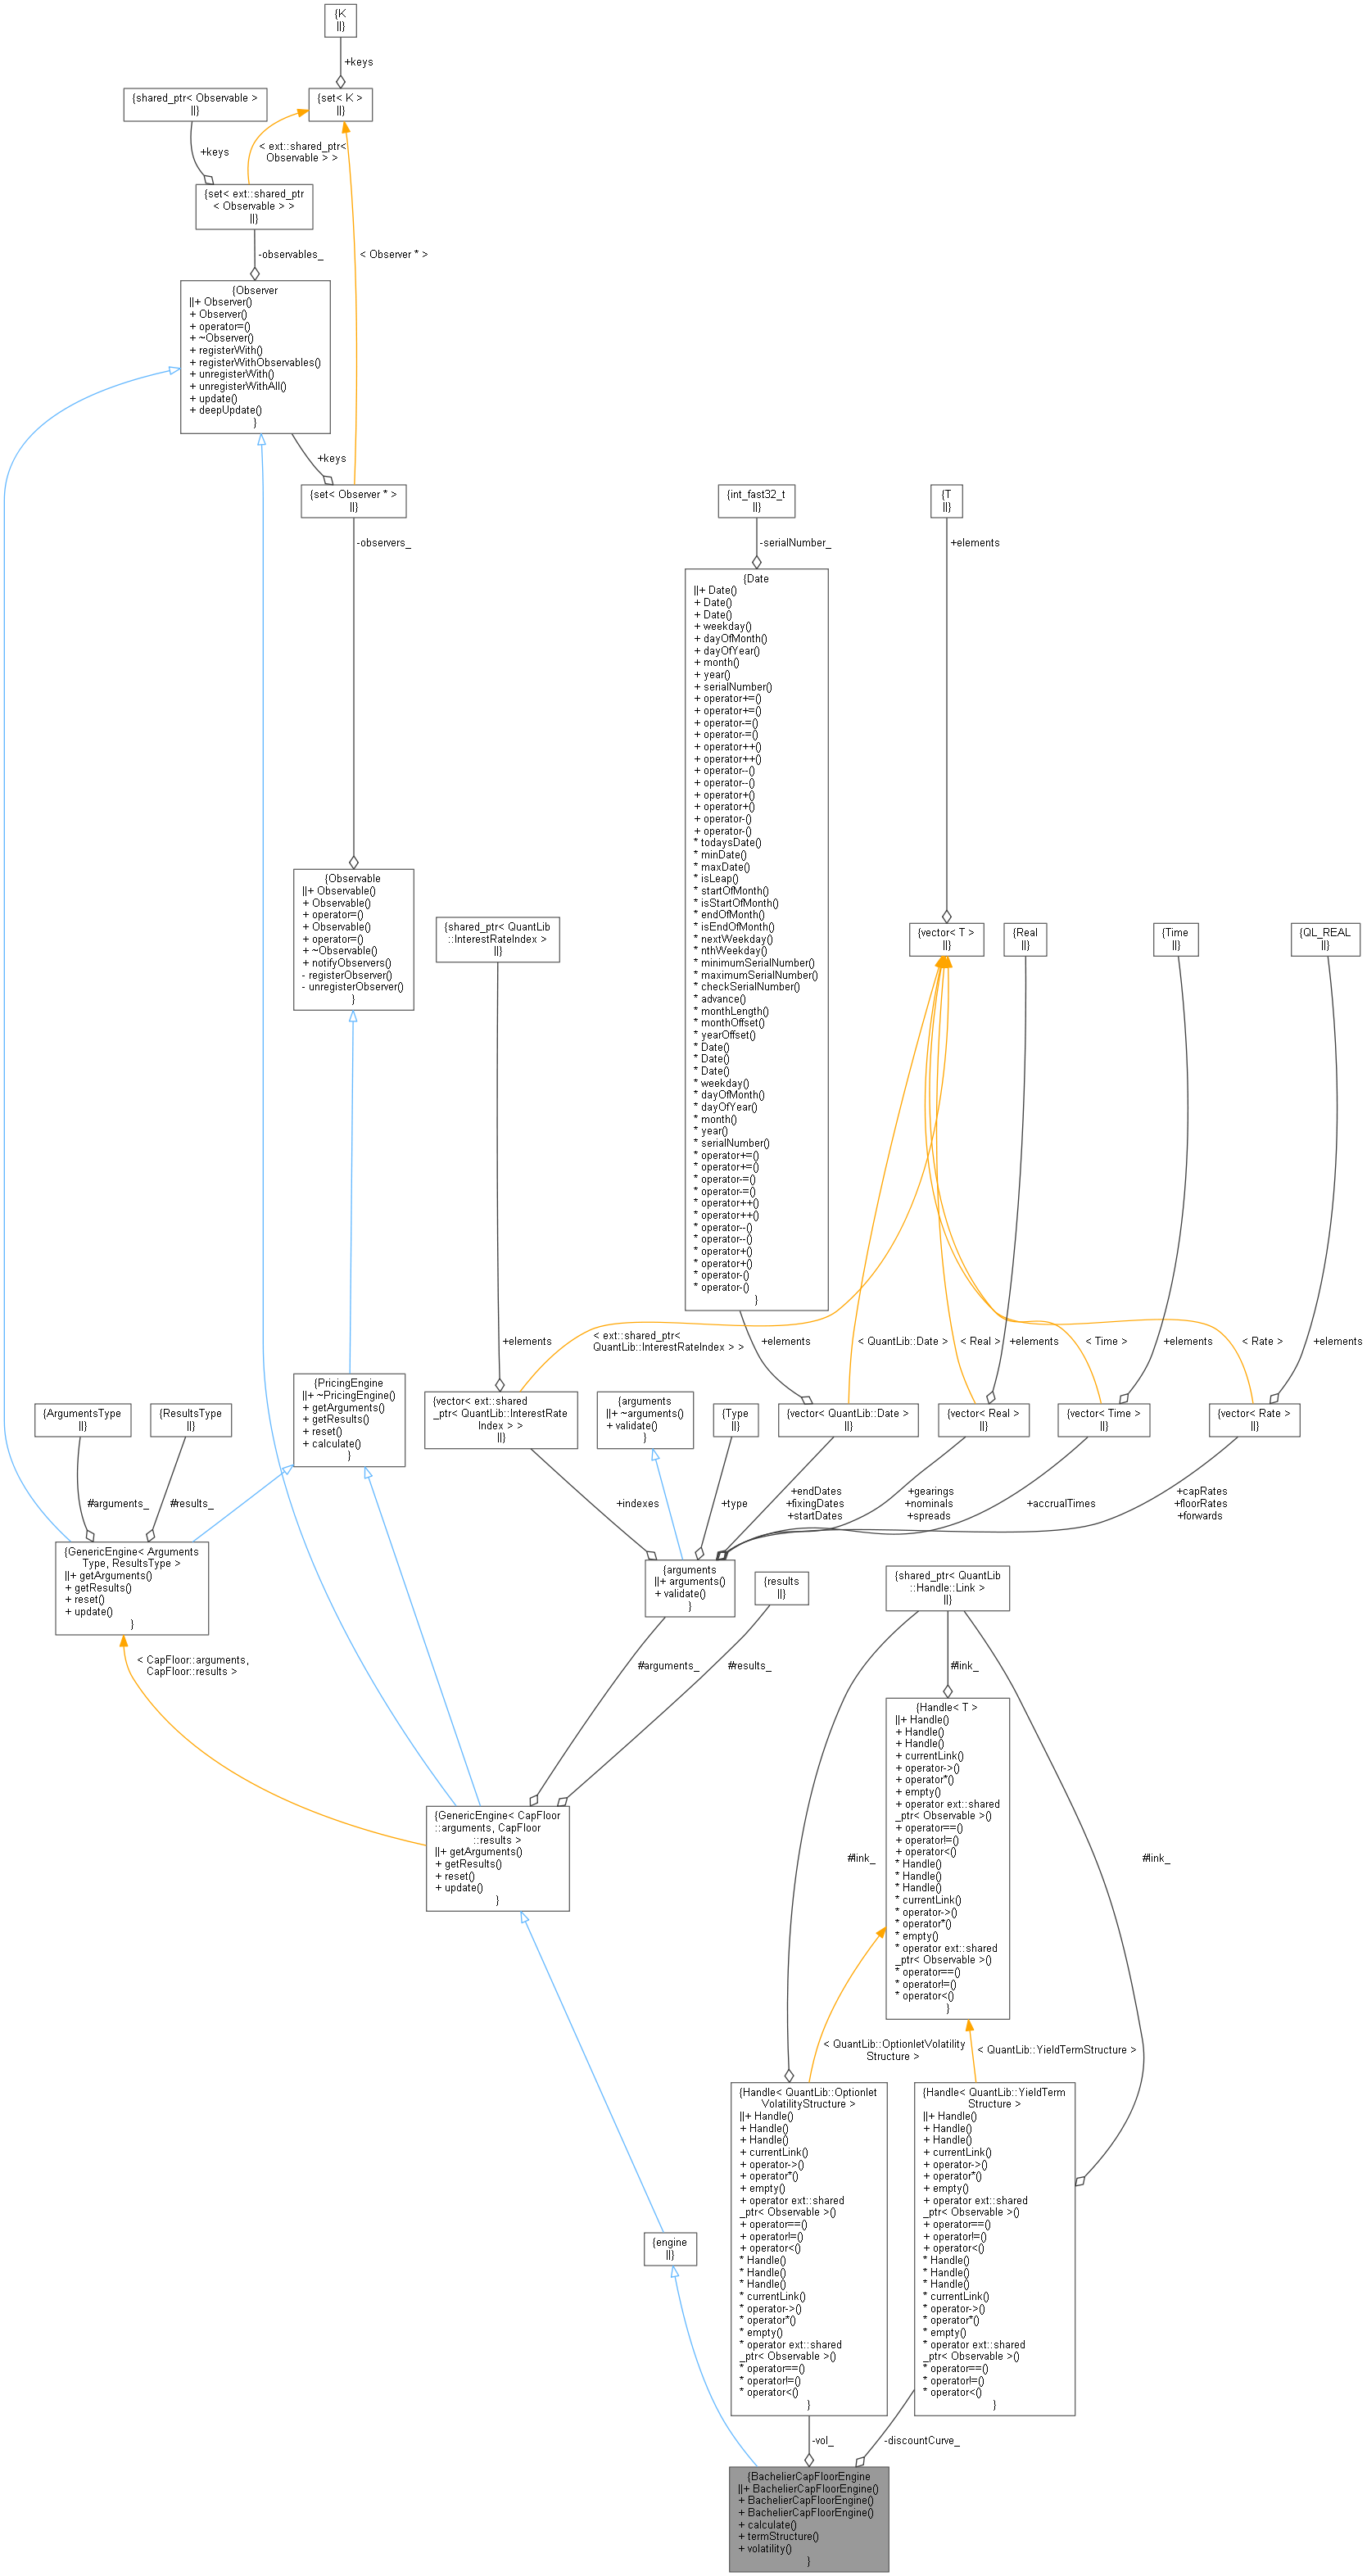 {K
||}
+keys
{shared_ptr< Observable >
||}
{set< K >
||}
+keys
< ext::shared_ptr<
Observable > >
{set< ext::shared_ptr
< Observable > >
||}
-observables_
< Observer * >
{Observer
||+ Observer()
+ Observer()
+ operator=()
+ ~Observer()
+ registerWith()
+ registerWithObservables()
+ unregisterWith()
+ unregisterWithAll()
+ update()
+ deepUpdate()
}
+keys
{set< Observer * >
||}
-observers_
{int_fast32_t
||}
-serialNumber_
{T
||}
+elements
{Date
||+ Date()
+ Date()
+ Date()
+ weekday()
+ dayOfMonth()
+ dayOfYear()
+ month()
+ year()
+ serialNumber()
+ operator+=()
+ operator+=()
+ operator-=()
+ operator-=()
+ operator++()
+ operator++()
+ operator--()
+ operator--()
+ operator+()
+ operator+()
+ operator-()
+ operator-()
* todaysDate()
* minDate()
* maxDate()
* isLeap()
* startOfMonth()
* isStartOfMonth()
* endOfMonth()
* isEndOfMonth()
* nextWeekday()
* nthWeekday()
* minimumSerialNumber()
* maximumSerialNumber()
* checkSerialNumber()
* advance()
* monthLength()
* monthOffset()
* yearOffset()
* Date()
* Date()
* Date()
* weekday()
* dayOfMonth()
* dayOfYear()
* month()
* year()
* serialNumber()
* operator+=()
* operator+=()
* operator-=()
* operator-=()
* operator++()
* operator++()
* operator--()
* operator--()
* operator+()
* operator+()
* operator-()
* operator-()
}
{Observable
||+ Observable()
+ Observable()
+ operator=()
+ Observable()
+ operator=()
+ ~Observable()
+ notifyObservers()
- registerObserver()
- unregisterObserver()
}
{shared_ptr< QuantLib
::InterestRateIndex >
||}
{vector< T >
||}
{Real
||}
{Time
||}
{QL_REAL
||}
+elements
< ext::shared_ptr<
QuantLib::InterestRateIndex > >
+elements
< QuantLib::Date >
< Real >
+elements
< Time >
+elements
< Rate >
+elements
{PricingEngine
||+ ~PricingEngine()
+ getArguments()
+ getResults()
+ reset()
+ calculate()
}
{ArgumentsType
||}
{ResultsType
||}
{vector< ext::shared
_ptr< QuantLib::InterestRate
Index > >
||}
{arguments
||+ ~arguments()
+ validate()
}
{Type
||}
{vector< QuantLib::Date >
||}
{vector< Real >
||}
{vector< Time >
||}
{vector< Rate >
||}
#arguments_
#results_
+indexes
+type
+endDates
+fixingDates
+startDates
+gearings
+nominals
+spreads
+accrualTimes
+capRates
+floorRates
+forwards
{GenericEngine< Arguments
Type, ResultsType >
||+ getArguments()
+ getResults()
+ reset()
+ update()
}
{arguments
||+ arguments()
+ validate()
}
{results
||}
{shared_ptr< QuantLib
::Handle::Link >
||}
< CapFloor::arguments,
CapFloor::results >
#arguments_
#results_
#link_
{Handle< T >
||+ Handle()
+ Handle()
+ Handle()
+ currentLink()
+ operator->()
+ operator*()
+ empty()
+ operator ext::shared
_ptr< Observable >()
+ operator==()
+ operator!=()
+ operator<()
* Handle()
* Handle()
* Handle()
* currentLink()
* operator->()
* operator*()
* empty()
* operator ext::shared
_ptr< Observable >()
* operator==()
* operator!=()
* operator<()
}
{GenericEngine< CapFloor
::arguments, CapFloor
::results >
||+ getArguments()
+ getResults()
+ reset()
+ update()
}
#link_
#link_
< QuantLib::OptionletVolatility
Structure >
< QuantLib::YieldTermStructure >
{Handle< QuantLib::Optionlet
VolatilityStructure >
||+ Handle()
+ Handle()
+ Handle()
+ currentLink()
+ operator->()
+ operator*()
+ empty()
+ operator ext::shared
_ptr< Observable >()
+ operator==()
+ operator!=()
+ operator<()
* Handle()
* Handle()
* Handle()
* currentLink()
* operator->()
* operator*()
* empty()
* operator ext::shared
_ptr< Observable >()
* operator==()
* operator!=()
* operator<()
}
{Handle< QuantLib::YieldTerm
Structure >
||+ Handle()
+ Handle()
+ Handle()
+ currentLink()
+ operator->()
+ operator*()
+ empty()
+ operator ext::shared
_ptr< Observable >()
+ operator==()
+ operator!=()
+ operator<()
* Handle()
* Handle()
* Handle()
* currentLink()
* operator->()
* operator*()
* empty()
* operator ext::shared
_ptr< Observable >()
* operator==()
* operator!=()
* operator<()
}
{engine
||}
-vol_
-discountCurve_
{BachelierCapFloorEngine
||+ BachelierCapFloorEngine()
+ BachelierCapFloorEngine()
+ BachelierCapFloorEngine()
+ calculate()
+ termStructure()
+ volatility()
}